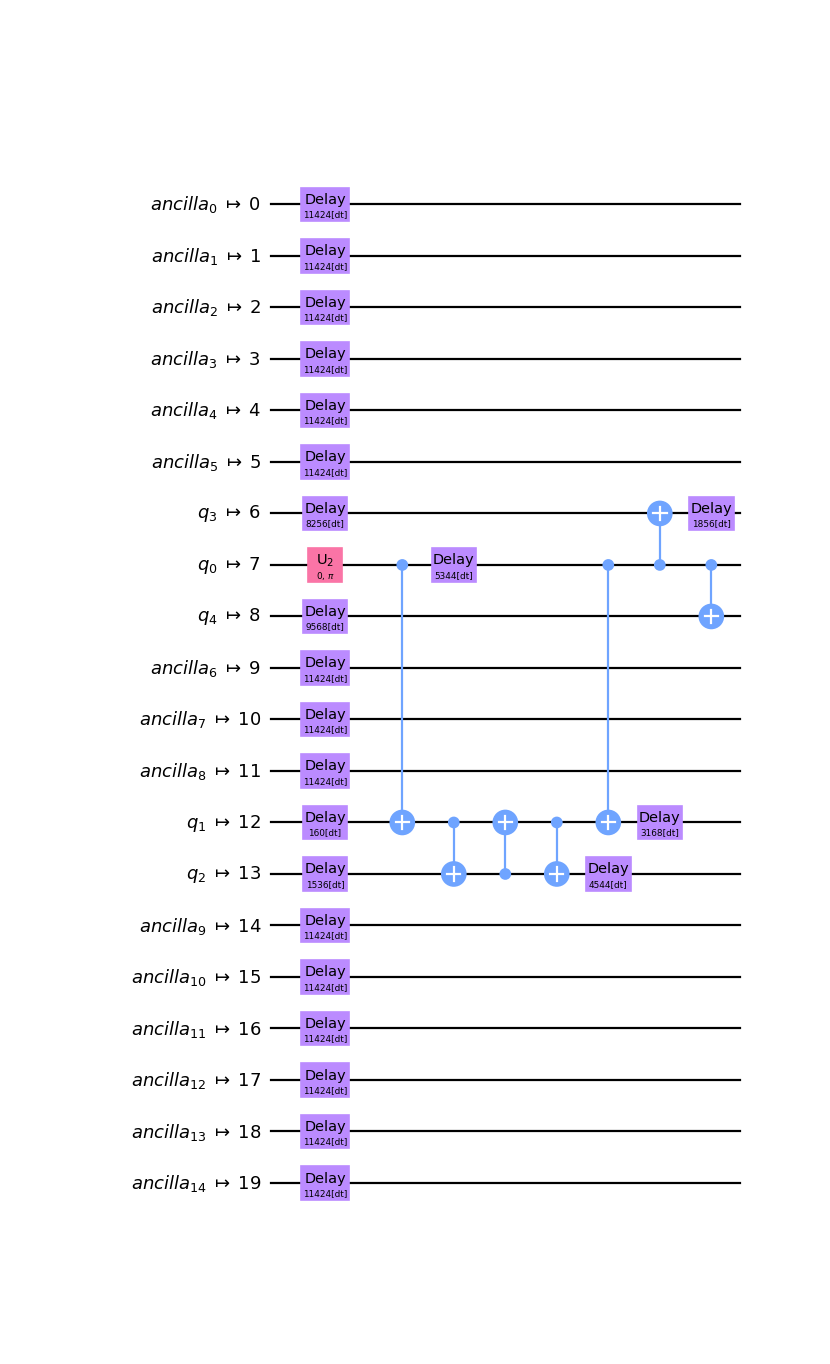 ancilla₀ ↦ 0 Delay 11424[dt]
ancilla₁ ↦ 1 Delay 11424[dt]
ancilla₂ ↦ 2 Delay 11424[dt]
ancilla₃ ↦ 3 Delay 11424[dt]
ancilla₄ ↦ 4 Delay 11424[dt]
ancilla₅ ↦ 5 Delay 11424[dt]
q₃ ↦ 6 Delay 8256[dt] Delay 1856[dt]
q₀ ↦ 7 U₂ 0, π Delay 5344[dt]
q₄ ↦ 8 Delay 9568[dt]
ancilla₆ ↦ 9 Delay 11424[dt]
ancilla₇ ↦ 10 Delay 11424[dt]
ancilla₈ ↦ 11 Delay 11424[dt]
q₁ ↦ 12 Delay 160[dt] Delay 3168[dt]
q₂ ↦ 13 Delay 1536[dt] Delay 4544[dt]
ancilla₉ ↦ 14 Delay 11424[dt]
ancilla₁₀ ↦ 15 Delay 11424[dt]
ancilla₁₁ ↦ 16 Delay 11424[dt]
ancilla₁₂ ↦ 17 Delay 11424[dt]
ancilla₁₃ ↦ 18 Delay 11424[dt]
ancilla₁₄ ↦ 19 Delay 11424[dt]